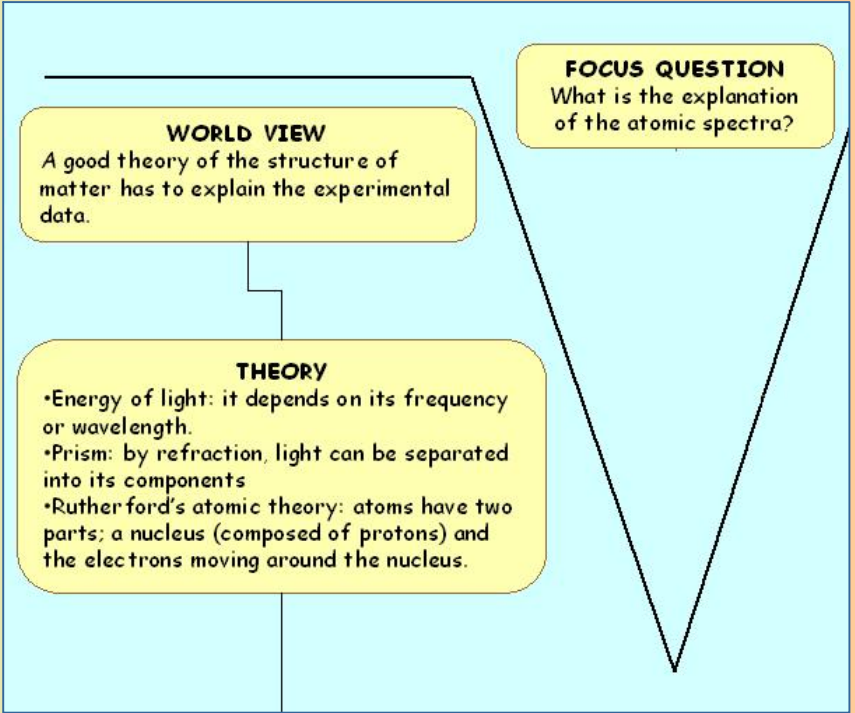 FOCUS QUESTION
What is the explanation
of the atomic spectra?
WORLD VIEW
A good theory of the structure of
matter has to explain the experimental
data.
THEORY
•Energy of light: it depends on its frequency
or wavelength.
•Prism: by refraction, light can be separated
into its components
•Rutherford's atomic theory: atoms have two
parts; a nucleus (composed of protons) and
the electrons moving around the nucleus.